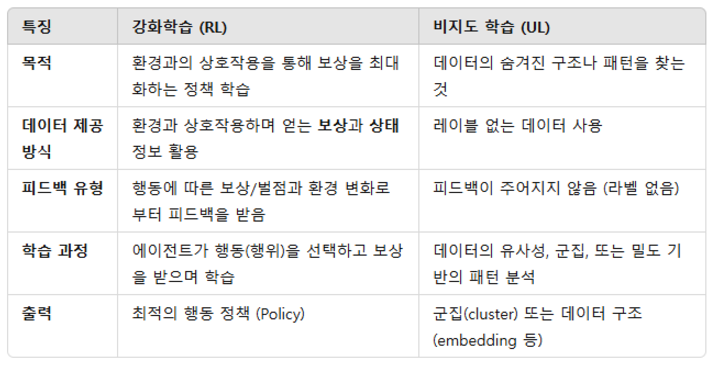 특징 강화학습 (RL) 비지도 학습 (UL)
목적 환경과의 상호작용을 통해 보상을 최대 데이터의 숨겨진 구조나 패턴을 찾는
화하는 정책 학습 것
데이터 제공 환경과 상호작용하며 얻는 보상과 상태 레이블 없는 데이터 사용
방식 정보 활용
피드백 유형 행동에 따른 보상/벌점과 환경 변화로 피드백이 주어지지 않음 (라벨 없음)
부터 피드백을 받음
학습 과정 에이전트가 행동(행위)을 선택하고 보상 데이터의 유사성, 군집, 또는 밀도 기
을 받으며 학습 반의 패턴 분석
출력 최적의 행동 정책 (Policy) 군집(cluster) 또는 데이터 구조
(embedding 등)